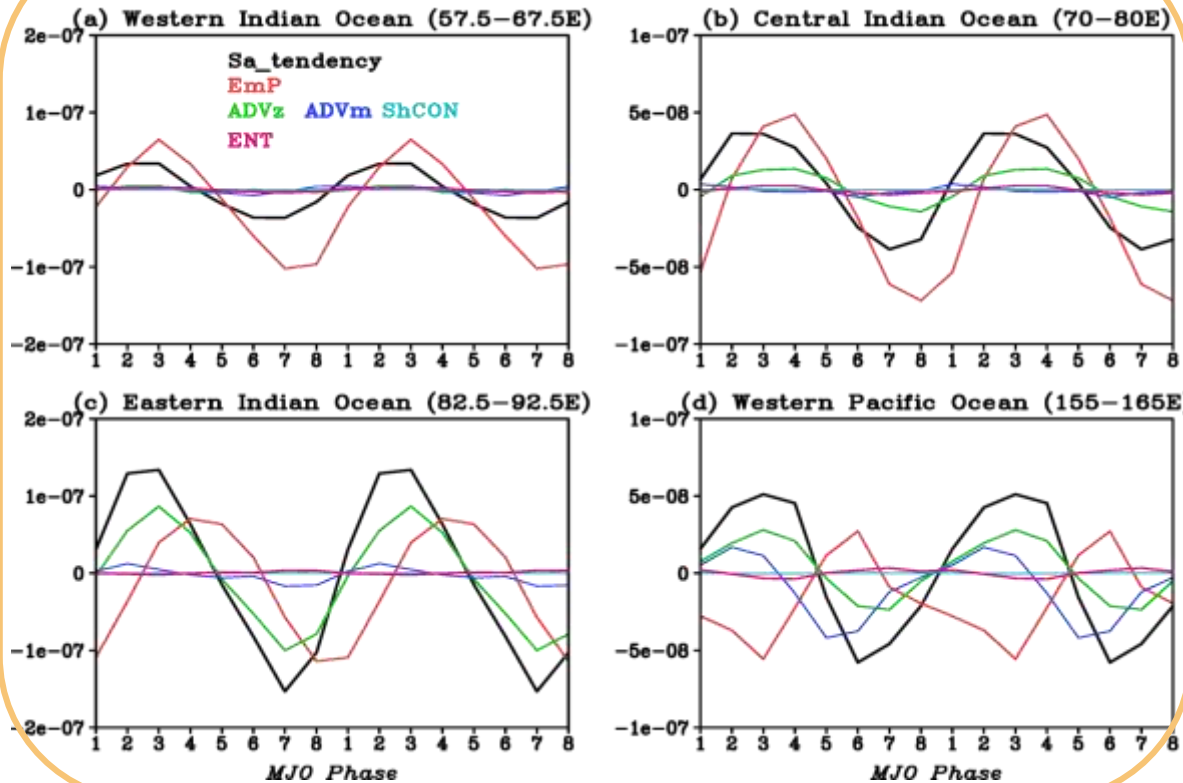 (a) Western Indian Ocean (57.5−67.5E)
2e−07
1e−07
0
−1e−07
−2e−07
Sa_tendency
EmP
ADVz ADVm ShCON
ENT
1 2 3 4 5 6 7 8 1 2 3 4 5 6 7 8
(b) Central Indian Ocean (70−80E)
1e−07
5e−08
0
−5e−08
−1e−07
1 2 3 4 5 6 7 8 1 2 3 4 5 6 7 8
(c) Eastern Indian Ocean (82.5−92.5E)
2e−07
1e−07
0
−1e−07
2e−07
1 2 3 4 5 6 7 8 1 2 3 4 5 6 7 8
MJO Phase
(d) Western Pacific Ocean (155−165E
1e−07
5e−08
0
−5e−08
−1e−07
1 2 3 4 5 6 7 8 1 2 3 4 5 6 7 8
MJO Phase